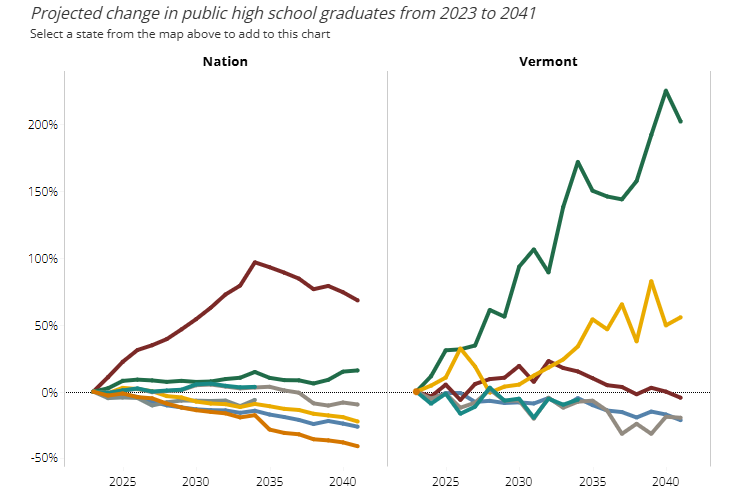 Projected change in public high school graduates from 2023 to 2041
Select a state from the map above to add to this chart
Nation Vermont
200%
150%
100%
50%
0%
-50%
2025 2030 2035 2040 2025 2030 2035 2040